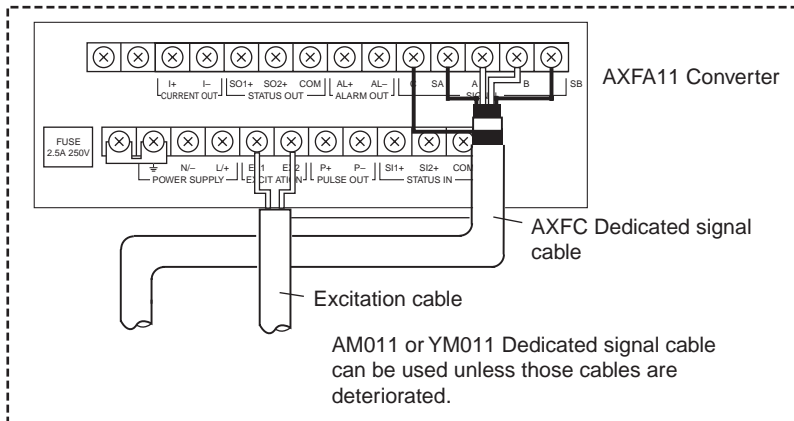 I+ I– SO1+ SO2+ COM AL+ AL– C SA A B SB
CURRENT OUT STATUS OUT ALARM OUT
AXFA11 Converter
FUSE
2.5A 250V
N/– L/+ EX2 P+ P– SI1+ SI2+ COM
POWER SUPPLY EXCITATION PULSE OUT STATUS IN
AXFC Dedicated signal
cable
Excitation cable
AM011 or YM011 Dedicated signal cable
can be used unless those cables are
deteriorated.